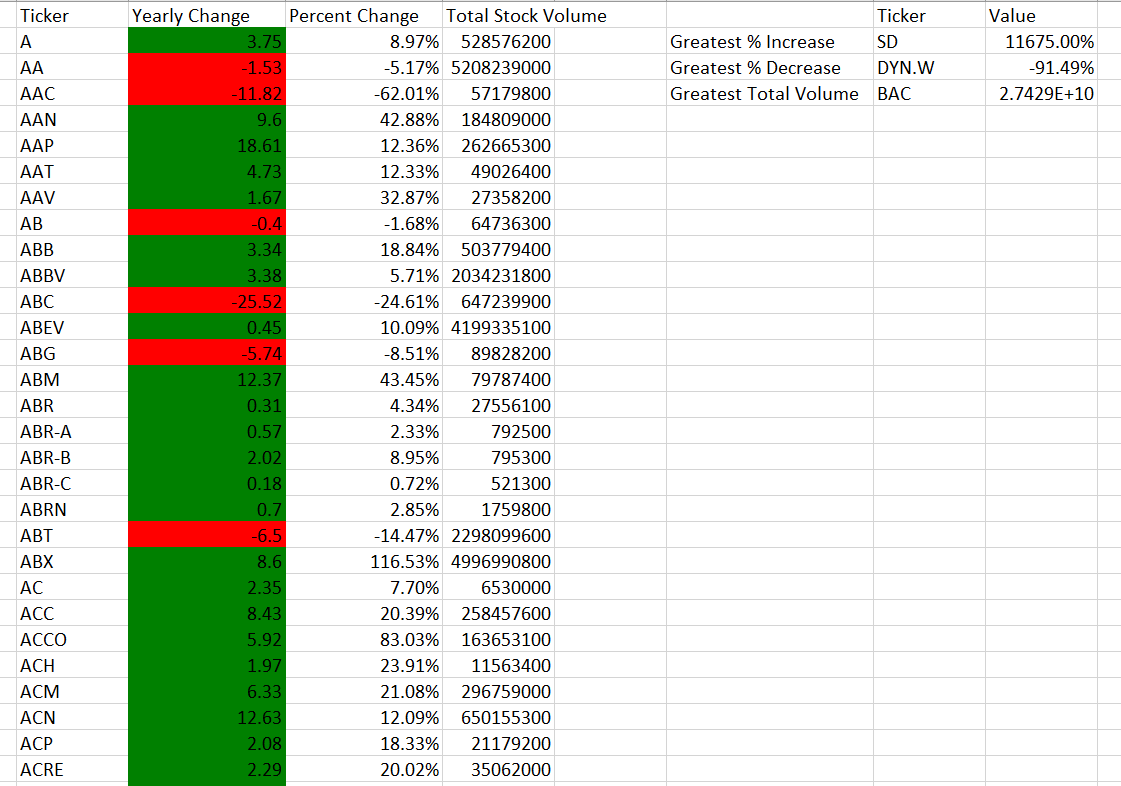 Ticker Yearly Change Percent Change Total Stock Volume Ticker Value
A 3.75 8.97% 528576200 Greatest % Increase SD 11675.00%
AA -1.53 -5.17% 5208239000 Greatest % Decrease DYN.W -91.49%
AAC -11.82 -62.01% 57179800 Greatest Total Volume BAC 2.7429E+10
AAN 9.6 42.88% 184809000
AAP 18.61 12.36% 262665300
AAT 4.73 12.33% 49026400
AAV 1.67 32.87% 27358200
AB -0.4 -1.68% 64736300
ABB 3.34 18.84% 503779400
ABBV 3.38 5.71% 2034231800
ABC -25.52 -24.61% 647239900
ABEV 0.45 10.09% 4199335100
ABG -5.74 -8.51% 89828200
ABM 12.37 43.45% 79787400
ABR 0.31 4.34% 27556100
ABR-A 0.57 2.33% 792500
ABR-B 2.02 8.95% 795300
ABR-C 0.18 0.72% 521300
ABRN 0.7 2.85% 1759800
ABT -6.5 -14.47% 2298099600
ABX 8.6 116.53% 4996990800
AC 2.35 7.70% 6530000
ACC 8.43 20.39% 258457600
ACCO 5.92 83.03% 163653100
ACH 1.97 23.91% 11563400
ACM 6.33 21.08% 296759000
ACN 12.63 12.09% 650155300
ACP 2.08 18.33% 21179200
ACRE 2.29 20.02% 35062000